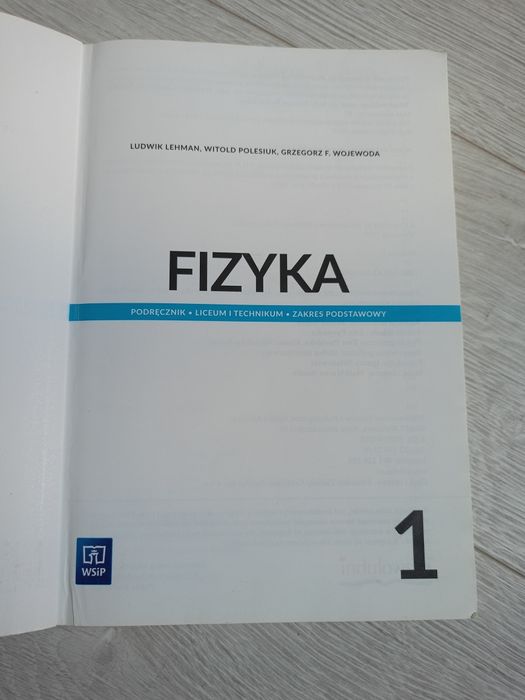 LUDWIK LEHMAN, WITOLD POLESIUK, GRZEGORZ F. WOJEWODA
FIZYKA
PODRĘCZNIK • LICEUM I TECHNIKUM • ZAKRES PODSTAWOWY
1
WSiP